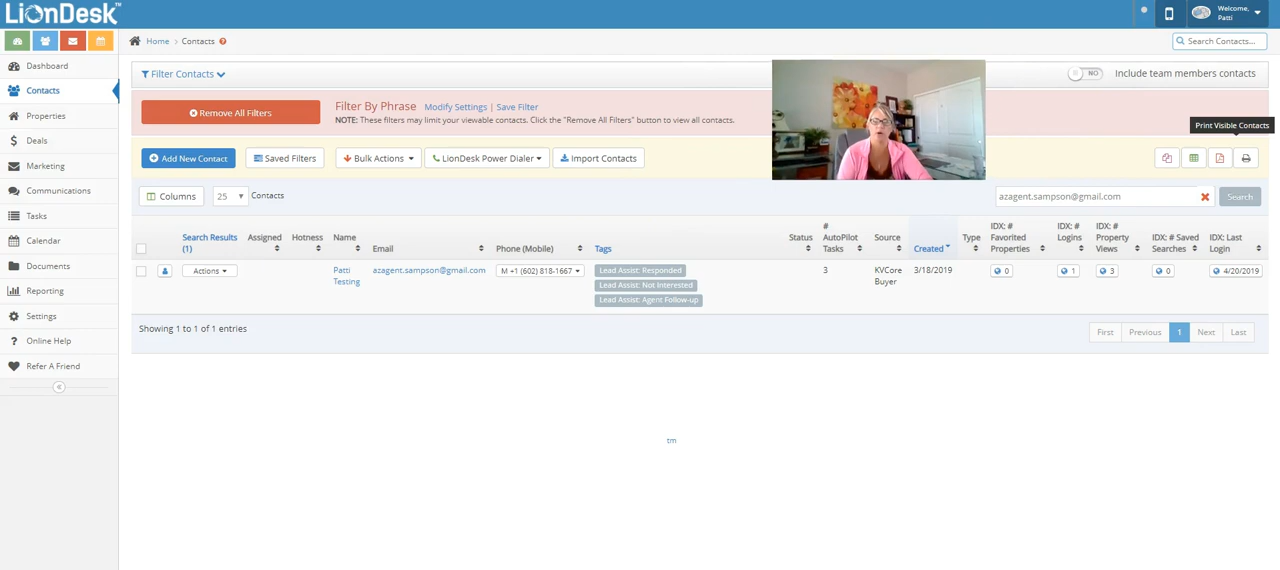 LionDesk™
Welcome,
Patti
Home > Contacts
Search Contacts...
Dashboard
Contacts
Properties
Deals
Marketing
Communications
Tasks
Calendar
Documents
Reporting
Settings
Online Help
Refer A Friend
Filter Contacts
NO Include team members contacts
Remove All Filters
Filter By Phrase Modify Settings | Save Filter
NOTE: These filters may limit your viewable contacts. Click the "Remove All Filters" button to view all contacts.
Print Visible Contacts
Add New Contact Saved Filters Bulk Actions LionDesk Power Dialer Import Contacts
Columns 25 Contacts
azagent.sampson@gmail.com Search
Search Results (1) Assigned Hotness Name Email Phone (Mobile) Tags Status # AutoPilot Tasks Source Created Type IDX: # Favorited Properties IDX: # Logins IDX: # Property Views IDX: # Saved Searches IDX: Last Login
Actions Patti Testing azagent.sampson@gmail.com M +1 (602) 818-1667 Lead Assist: Responded 3 KVCore Buyer 3/18/2019 0 1 3 0 4/20/2019
Lead Assist: Not Interested
Lead Assist: Agent Follow-up
Showing 1 to 1 of 1 entries
First Previous 1 Next Last
tm